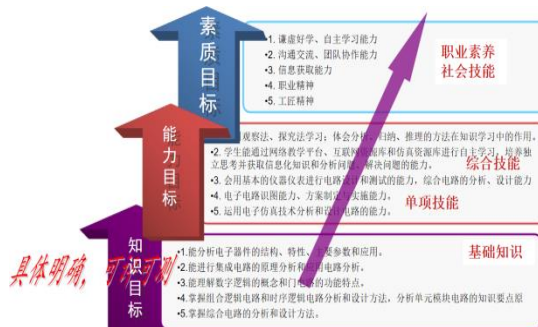 素质目标
•1. 谦虚好学、自主学习能力
•2. 沟通交流、团队协作能力
•3. 信息获取能力
•4. 职业精神
•5. 工匠精神
职业素养
社会技能
能力目标
观察法、探究法学习；体会分析、归纳、推理的方法在知识学习中的作用。
•2. 学生能通过网络教学平台、互联网资源库和仿真资源库进行自主学习，培养独
立思考并获取信息化知识和分析问题、解决问题的能力。
•3. 会用基本的仪器仪表进行电路设计和测试的能力，综合电路的分析、设计能力
•4. 电子电路识图能力、方案制定与实施能力。
•5. 运用电子仿真技术分析和设计电路的能力。
综合技能
单项技能
知识目标
•1.能分析电子器件的结构、特性、主要参数和应用。
•2.能进行集成电路的原理分析和应用电路分析。
•3.能理解数字逻辑的概念和门电路的功能特点。
•4.掌握组合逻辑电路和时序逻辑电路分析和设计方法，分析单元模块电路的知识要点原
•5.掌握综合电路的分析和设计方法。
基础知识
具体明确，可 可测